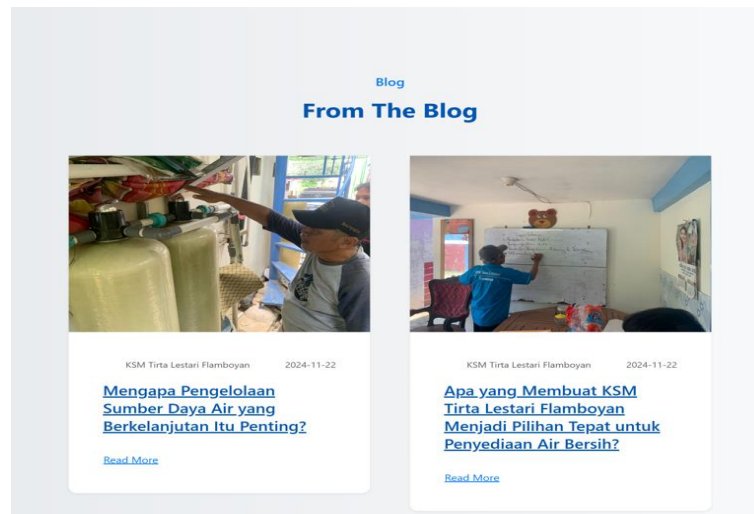 Blog
From The Blog
KSM Tirta Lestari Flamboyan 2024-11-22
Mengapa Pengelolaan
Sumber Daya Air yang
Berkelanjutan Itu Penting?
Read More
KSM Tirta Lestari Flamboyan 2024-11-22
Apa yang Membuat KSM
Tirta Lestari Flamboyan
Menjadi Pilihan Tepat untuk
Penyediaan Air Bersih?
Read More